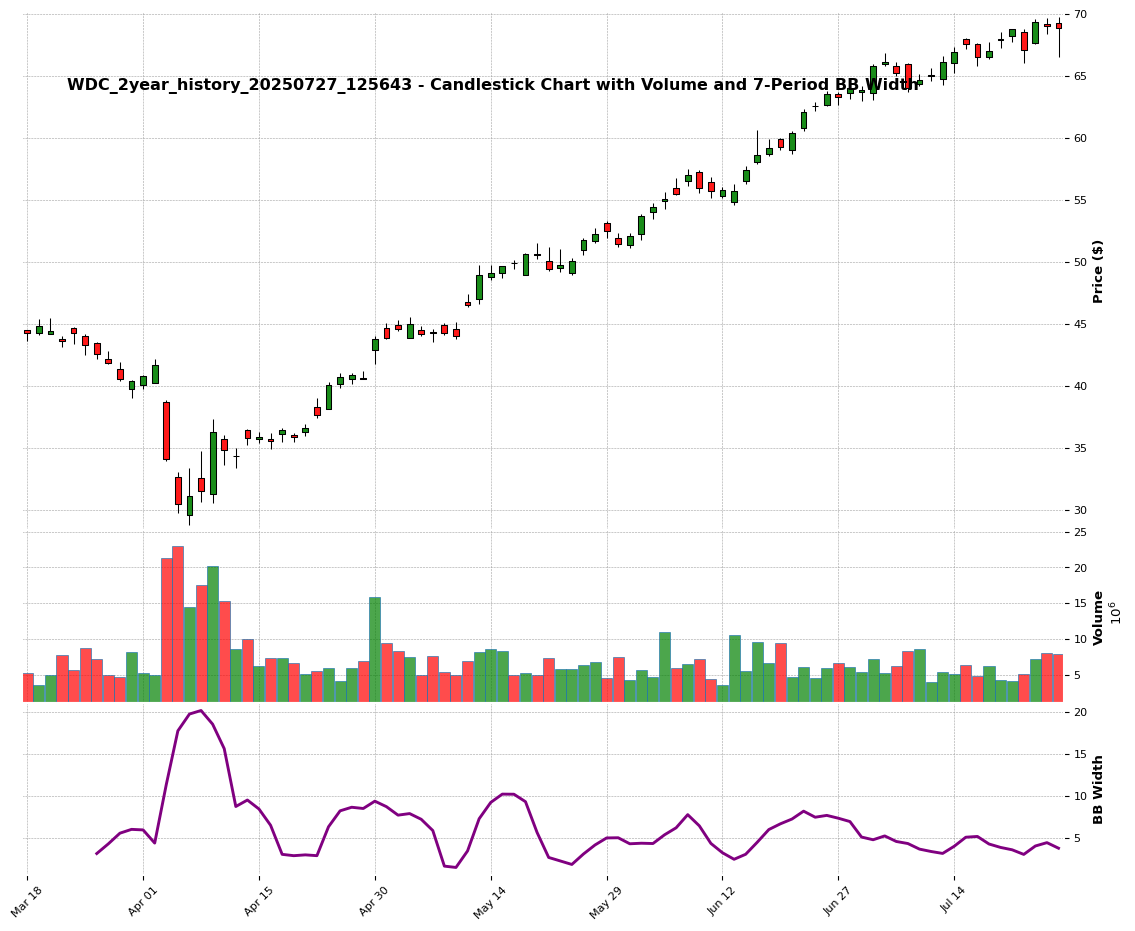 WDC_2year_history_20250727_125643 - Candlestick Chart with Volume and 7-Period BB Width
70
65
60
55
50
45
40
35
30
Price ($)
25
20
15
10
5
Volume
10^6
20
15
10
5
BB Width
Mar 18
Apr 01
Apr 15
Apr 30
May 14
May 29
Jun 12
Jun 27
Jul 14